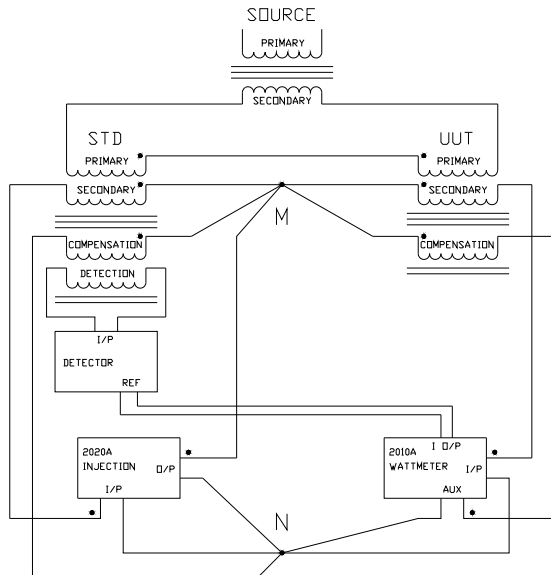 SOURCE
PRIMARY
SECONDARY
STD
UUT
PRIMARY
PRIMARY
SECONDARY
SECONDARY
M
COMPENSATION
COMPENSATION
DETECTION
I/P
DETECTOR
REF
2020A
INJECTION
O/P
I/P
I O/P
2010A
WATTMETER
I/P
AUX
N